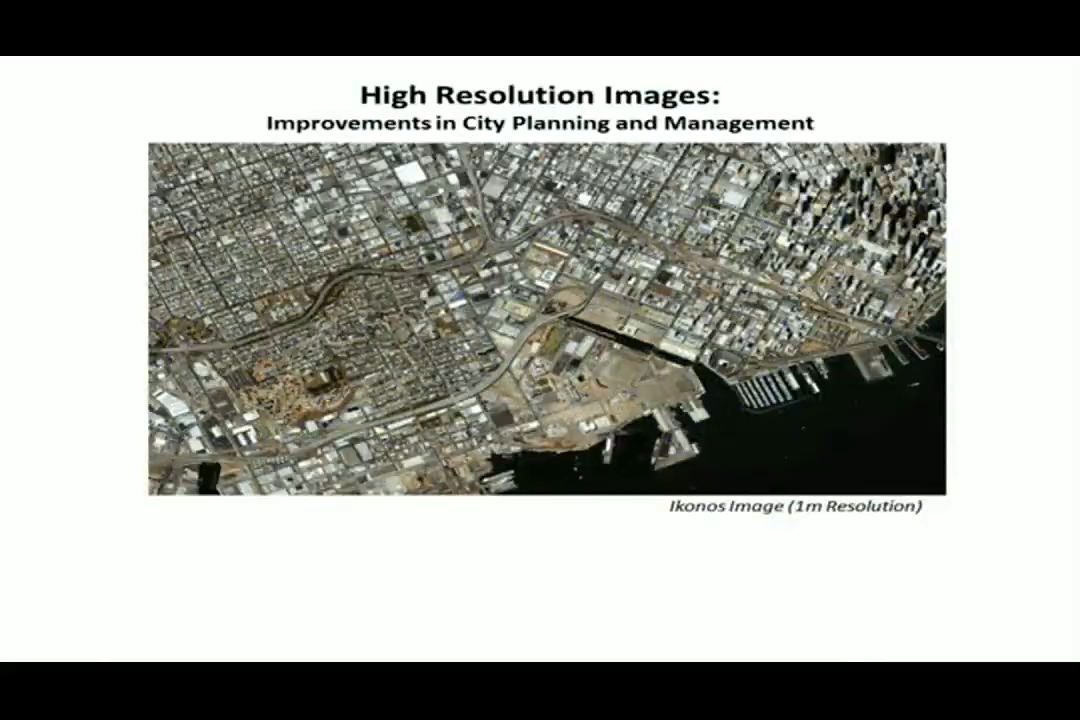 High Resolution Images:
Improvements in City Planning and Management
Ikonos Image (1m Resolution)